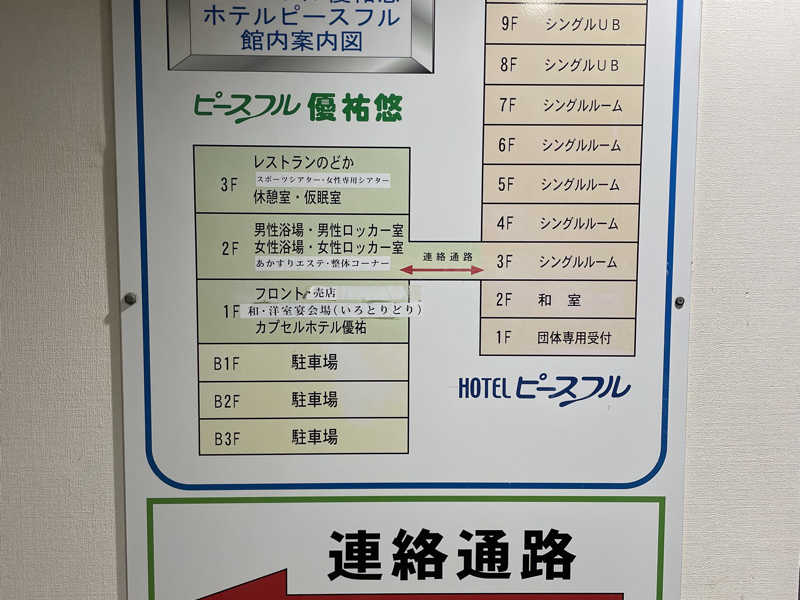 ホテルピースフル
館内案内図
ピースフル 優祐悠
3F
レストランのどか
スポーツシアター・女性専用シアター
休憩室・仮眠室
2F
男性浴場・男性ロッカー室
女性浴場・女性ロッカー室
あかすりエステ・整体コーナー
1F
フロント・売店
和・洋室宴会場(いろとりどり)
カプセルホテル優祐
B1F 駐車場
B2F 駐車場
B3F 駐車場
連絡通路
9F シングルUB
8F シングルUB
7F シングルルーム
6F シングルルーム
5F シングルルーム
4F シングルルーム
3F シングルルーム
2F 和室
1F 団体専用受付
HOTEL ピースフル
連絡通路